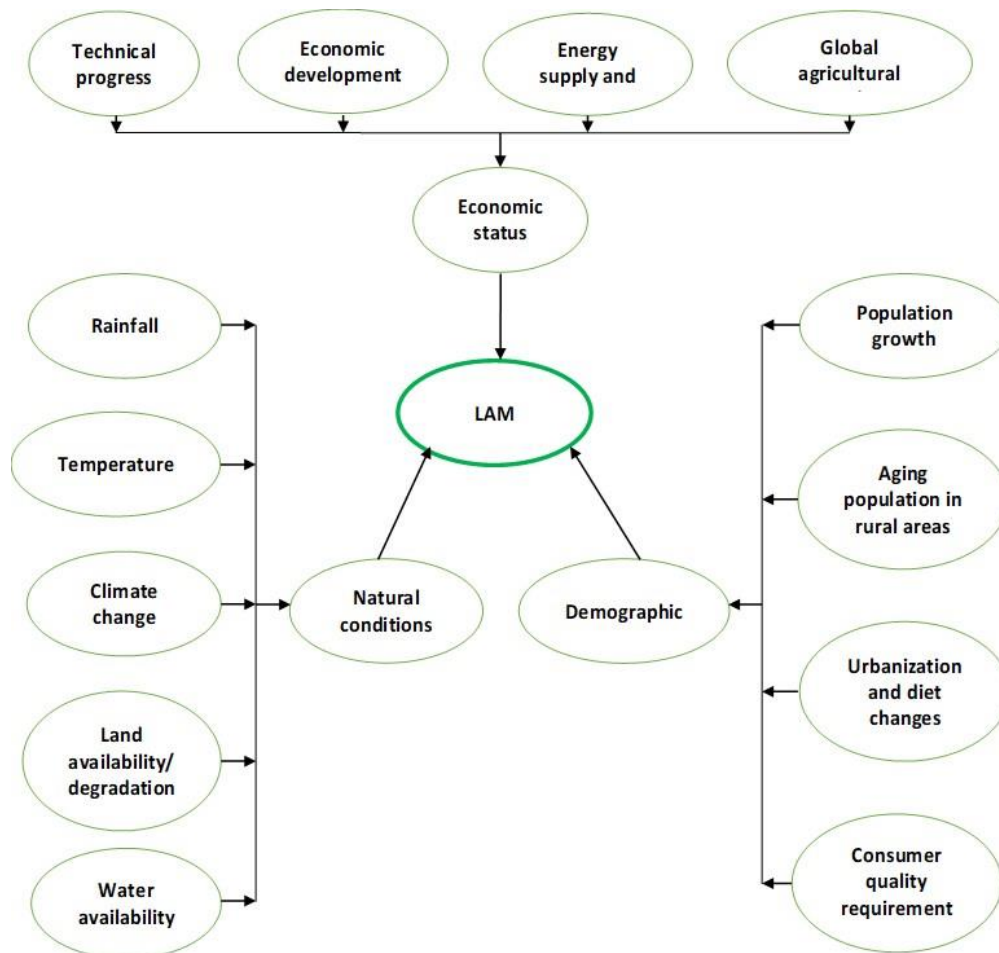 Technical
progress
Economic
development
Energy
supply and
Global
agricultural
Economic
status
Rainfall
Population
growth
LAM
Temperature
Aging
population in
rural areas
Climate
change
Natural
conditions
Demographic
Urbanization
and diet
changes
Land
availability/
degradation
Consumer
quality
requirement
Water
availability